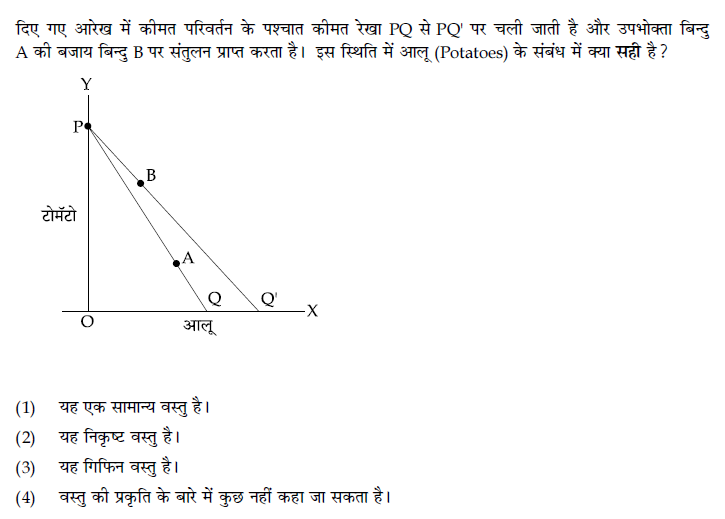 दिए गए आरेख में कीमत परिवर्तन के पश्चात कीमत रेखा PQ से PQ' पर चली जाती है और उपभोक्ता बिन्दु
A की बजाय बिन्दु B पर संतुलन प्राप्त करता है। इस स्थिति में आलू (Potatoes) के संबंध में क्या सही है ?
Y
P
B
टोमॅटो
A
Q
Q'
X
O
आलू
(1) यह एक सामान्य वस्तु है।
(2) यह निकृष्ट वस्तु है।
(3) यह गिफिन वस्तु है।
(4) वस्तु की प्रकृति के बारे में कुछ नहीं कहा जा सकता है।